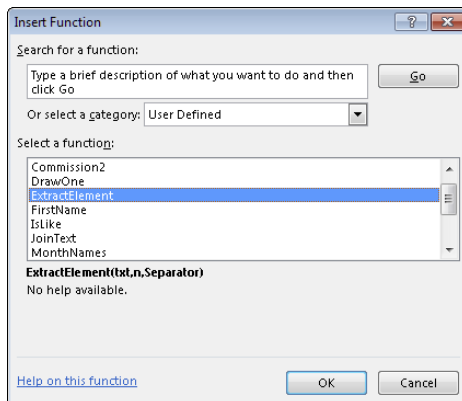 Insert Function
Search for a function:
Type a brief description of what you want to do and then
click Go
Go
Or select a category: User Defined
Select a function:
Commission2
DrawOne
ExtractElement
FirstName
IsLike
JoinText
MonthNames
ExtractElement(txt,n,Separator)
No help available.
Help on this function
OK
Cancel